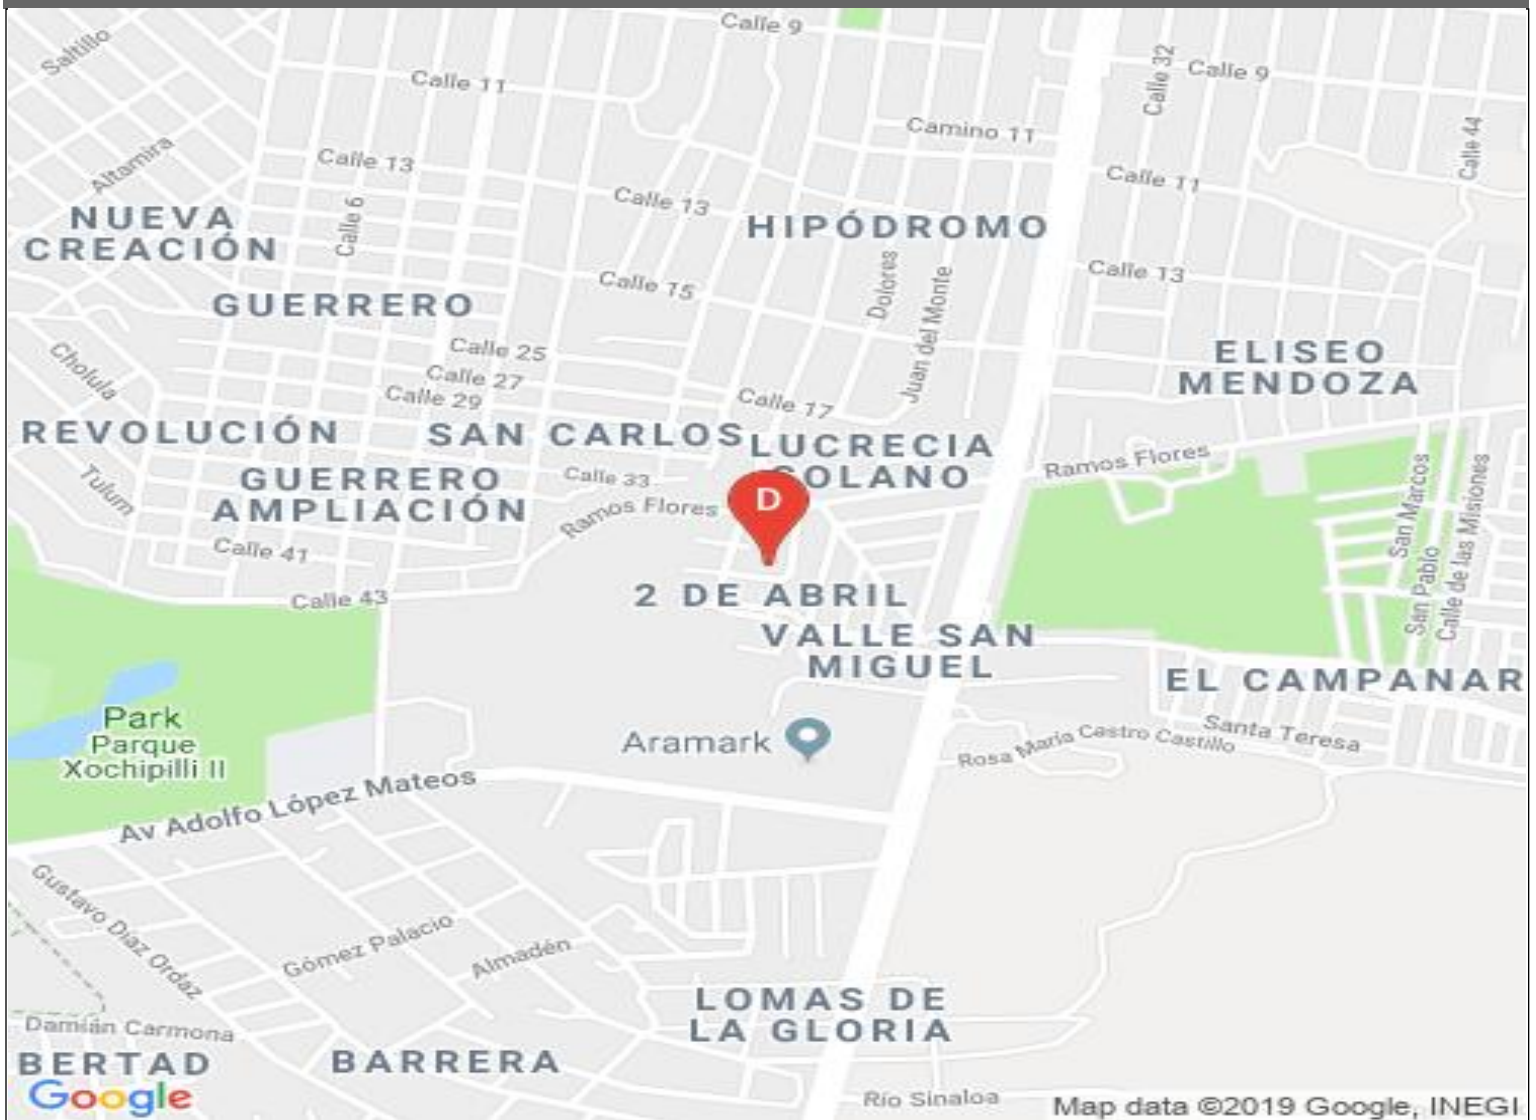 Calle 9
Saltillo
Calle 32
Calle 9
Calle 11
Camino 11
Calle 44
Altamira
Calle 13
Calle 11
Calle 13
NUEVA
CREACIÓN
Calle 6
HIPÓDROMO
Dolores
Calle 13
Calle 15
Juan del Monte
GUERRERO
Calle 25
Cholula
ELISEO
MENDOZA
Calle 27
Calle 29
Calle 17
REVOLUCIÓN
SAN CARLOS
LUCRECIA
SOLANO
Ramos Flores
Tulum
GUERRERO
AMPLIACIÓN
Calle 33
Ramos Flores
D
San Marcos
San Pablo
Calle de las Misiones
Calle 41
Calle 43
2 DE ABRIL
VALLE SAN
MIGUEL
EL CAMPANAR
Park
Parque
Xochipilli II
Aramark
Santa Teresa
Rosa María Castro Castillo
Av Adolfo López Mateos
Gustavo Díaz Ordaz
Gómez Palacio
Almadén
LOMAS DE
LA GLORIA
Damián Carmona
BERTAD
BARRERA
Google
Río Sinaloa
Map data ©2019 Google, INEGI